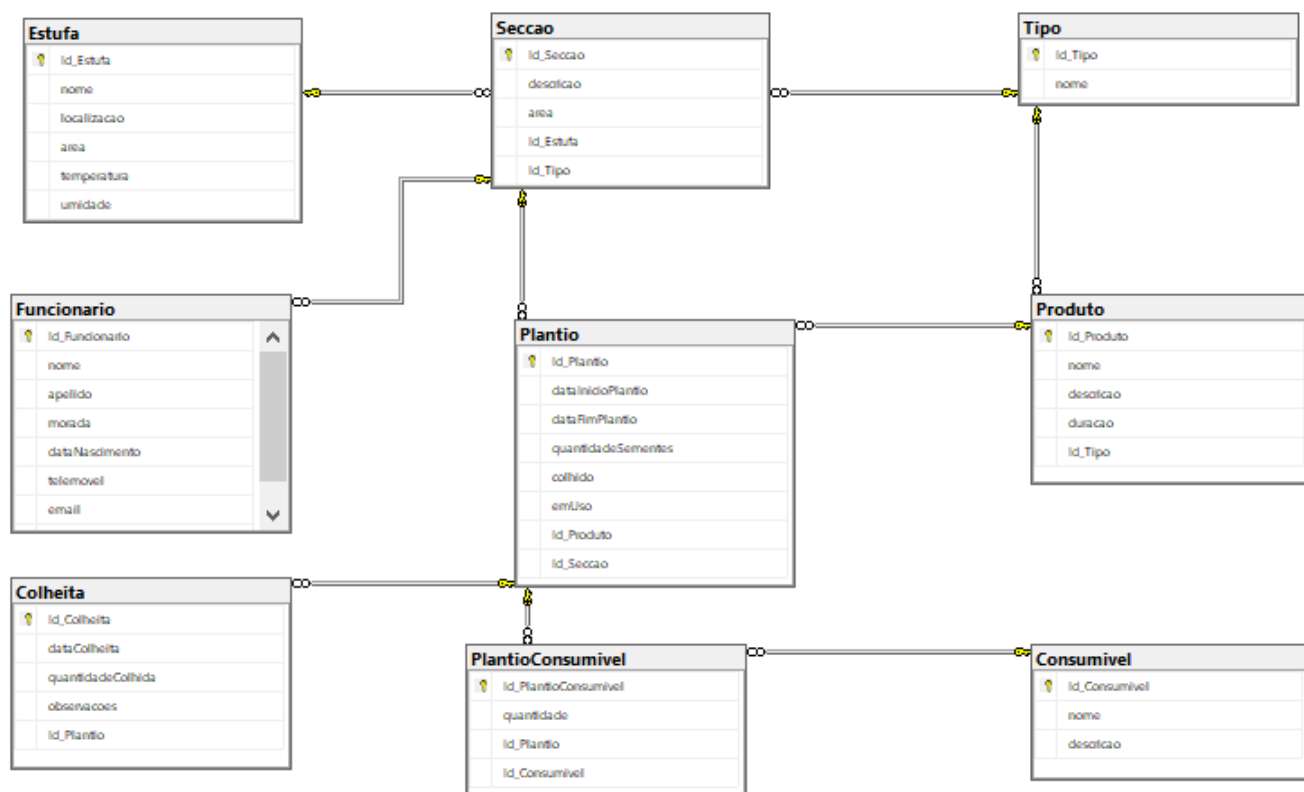 Estufa
Id_Estufa
nome
localizacao
area
temperatura
umidade
Seccao
Id_Seccao
descricao
area
Id_Estufa
Id_Tipo
Tipo
Id_Tipo
nome
Funcionario
Id_Funcionario
nome
apelido
morada
dataNascimento
telemovel
email
Plantio
Id_Plantio
dataInicioPlantio
dataFimPlantio
quantidadeSementes
colhido
emUso
Id_Produto
Id_Seccao
Produto
Id_Produto
nome
descricao
duracao
Id_Tipo
Colheita
Id_Colheita
dataColheita
quantidadeColhida
observacoes
Id_Plantio
PlantioConsumivel
Id_PlantioConsumivel
quantidade
Id_Plantio
Id_Consumivel
Consumivel
Id_Consumivel
nome
descricao